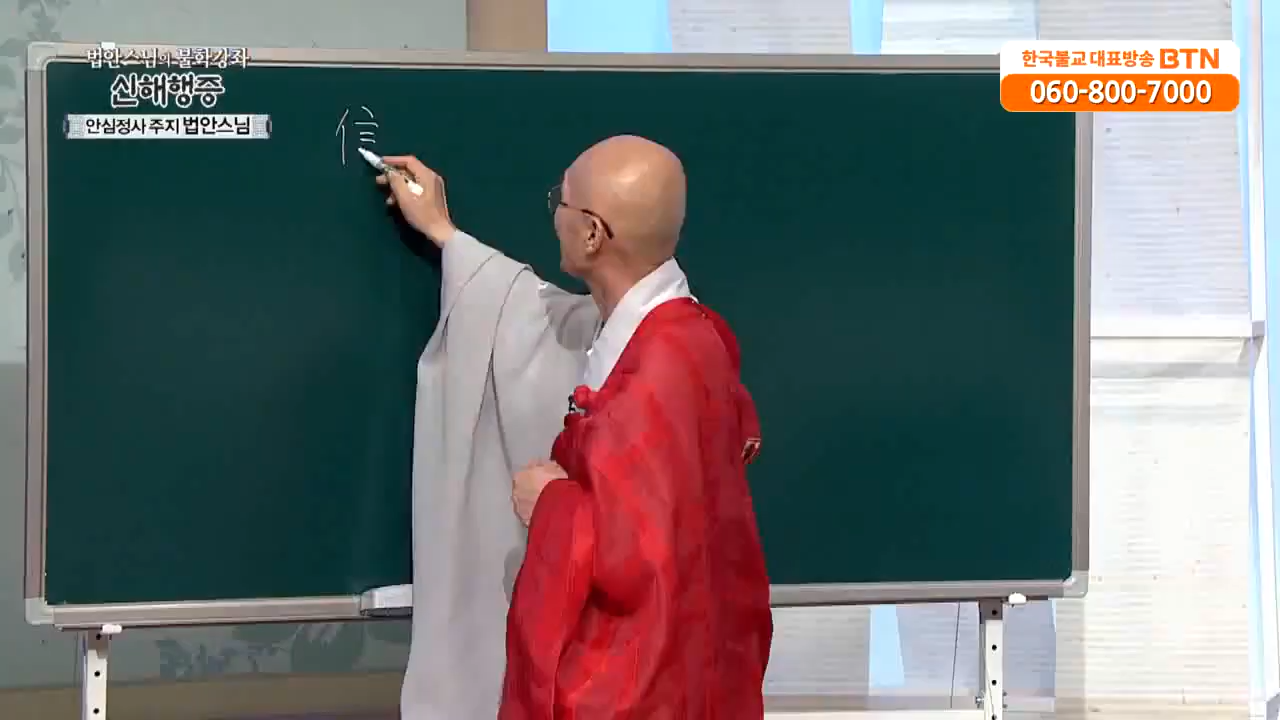 법안스님의 불화강좌
신해행증
안심정사 주지 법안스님
한국불교 대표방송 BTN
060-800-7000
信